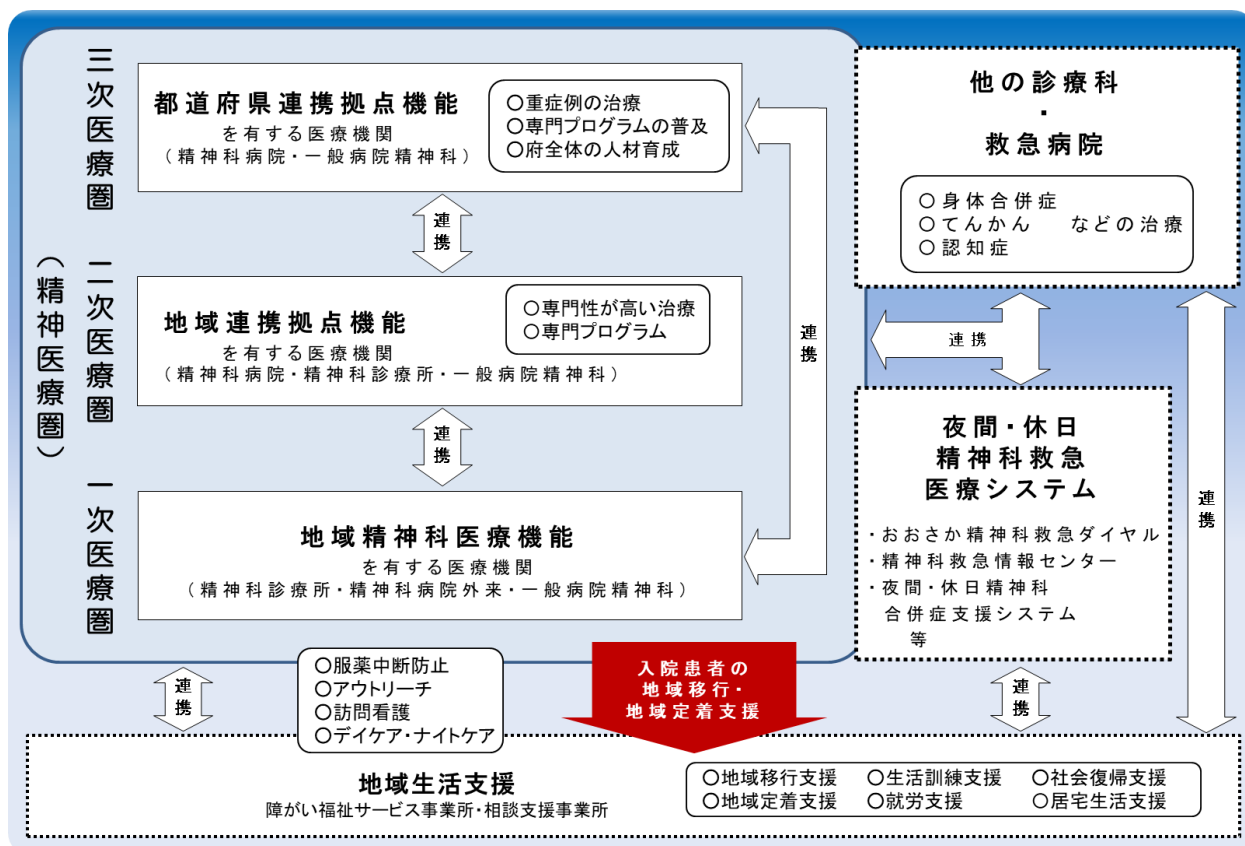 三次医療圏
都道府県連携拠点機能
を有する医療機関
(精神科病院・一般病院精神科)
○重症例の治療
○専門プログラムの普及
○府全体の人材育成
連携
(精神医療圏)
二次医療圏
地域連携拠点機能
を有する医療機関
(精神科病院・精神科診療所・一般病院精神科)
○専門性が高い治療
○専門プログラム
連携
一次医療圏
地域精神科医療機能
を有する医療機関
(精神科診療所・精神科病院外来・一般病院精神科)
連携
他の診療科
・
救急病院
○身体合併症
○てんかん などの治療
○認知症
連携
夜間・休日
精神科救急
医療システム
・おおさか精神科救急ダイヤル
・精神科救急情報センター
・夜間・休日精神科
合併症支援システム
等
連携
連携
○服薬中断防止
○アウトリーチ
○訪問看護
○デイケア・ナイトケア
入院患者の
地域移行・
地域定着支援
連携
地域生活支援
障がい福祉サービス事業所・相談支援事業所
○地域移行支援 ○生活訓練支援 ○社会復帰支援
○地域定着支援 ○就労支援 ○居宅生活支援